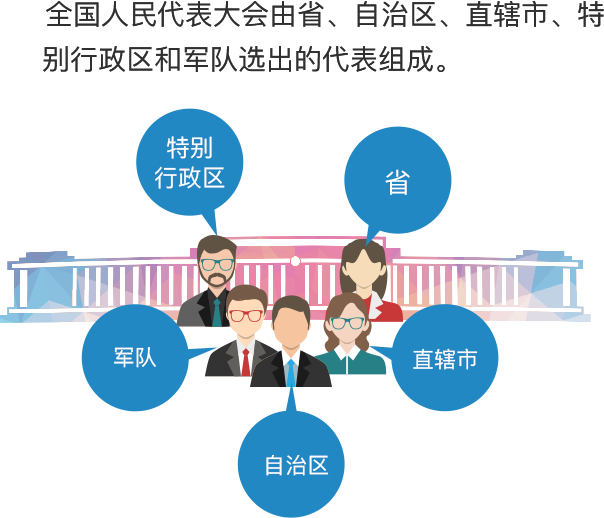 全国人民代表大会由省、自治区、直辖市、特
别行政区和军队选出的代表组成。
特别
行政区
省
军队
直辖市
自治区